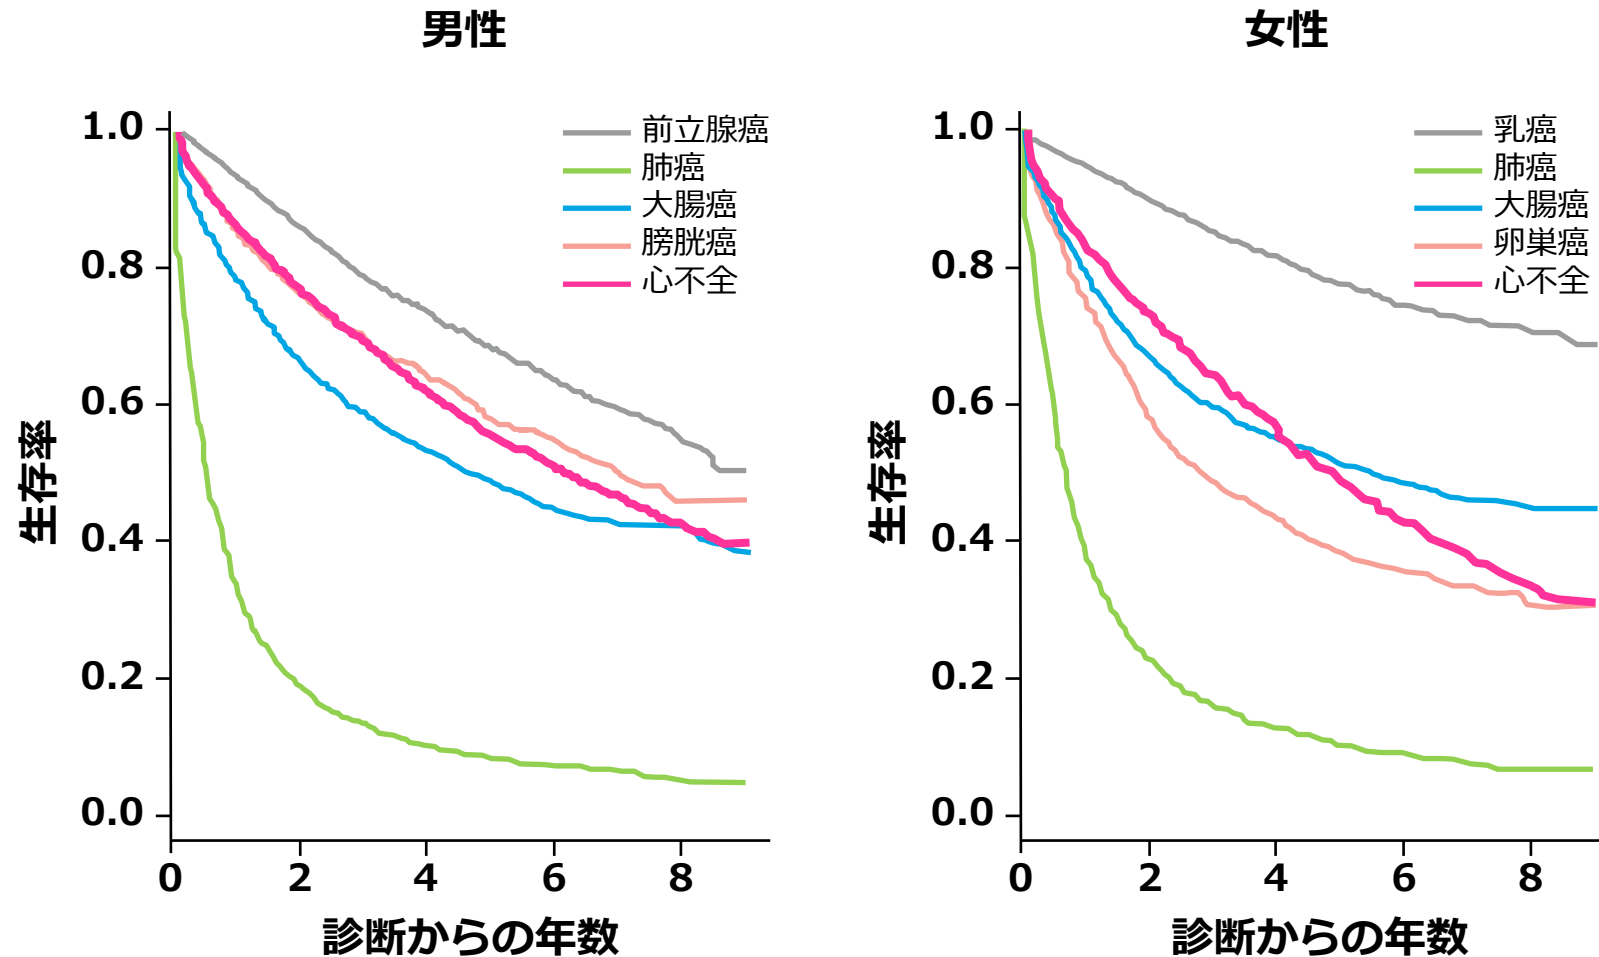 男性
1.0
0.8
0.6
0.4
0.2
0.0
生存率
前立腺癌
肺癌
大腸癌
膀胱癌
心不全
0 2 4 6 8
診断からの年数
女性
1.0
0.8
0.6
0.4
0.2
0.0
生存率
乳癌
肺癌
大腸癌
卵巣癌
心不全
0 2 4 6 8
診断からの年数